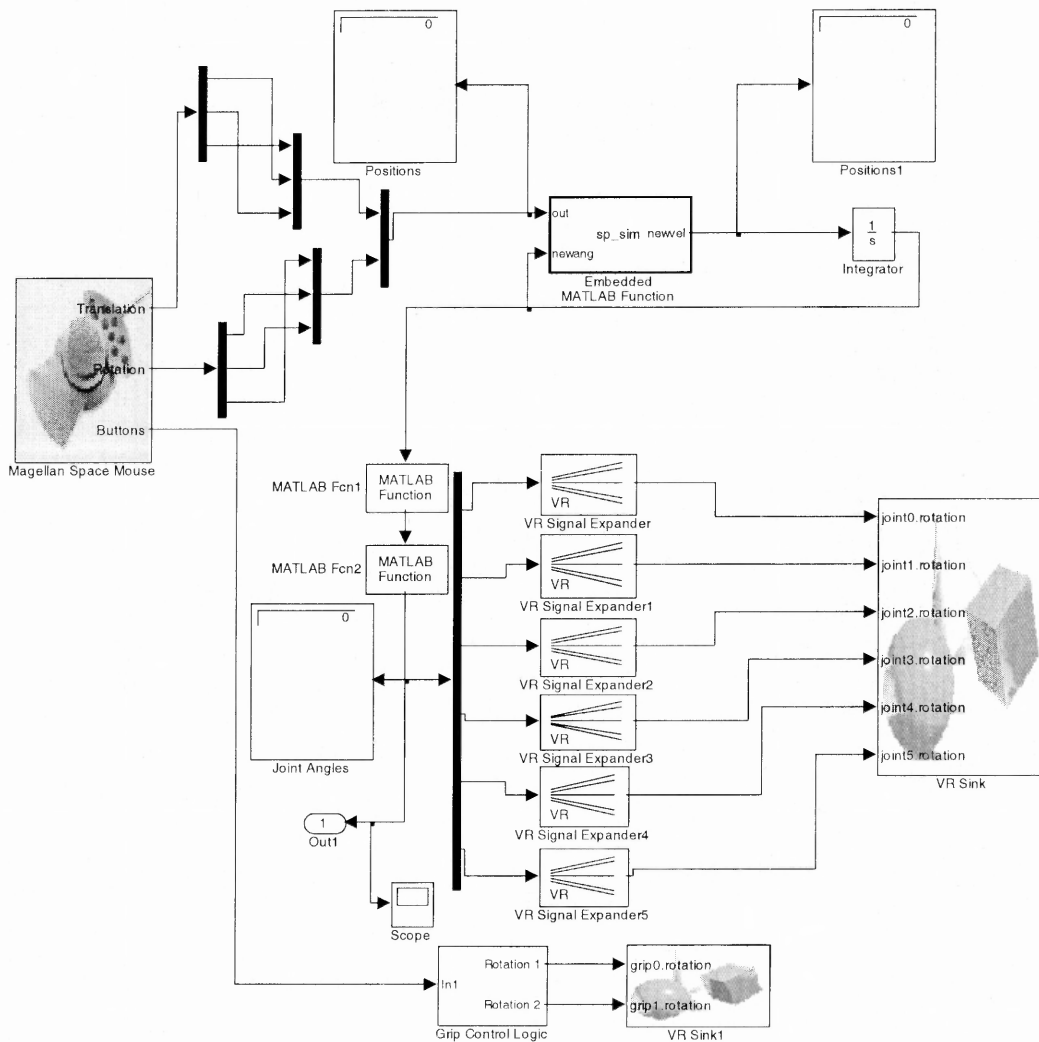 0
Positions
0
Positions1
out
sp_sim newvel
newang
Embedded
MATLAB Function
1
s
Integrator
Translation
Rotation
Buttons
Magellan Space Mouse
MATLAB Fcn1
MATLAB
Function
MATLAB Fcn2
MATLAB
Function
0
Joint Angles
1
Out1
Scope
VR
VR Signal Expander
VR
VR Signal Expander1
VR
VR Signal Expander2
VR
VR Signal Expander3
VR
VR Signal Expander4
VR
VR Signal Expander5
joint0.rotation
joint1.rotation
joint2.rotation
joint3.rotation
joint4.rotation
joint5.rotation
VR Sink
In1
Rotation 1
Rotation 2
Grip Control Logic
grip0.rotation
grip1.rotation
VR Sink1